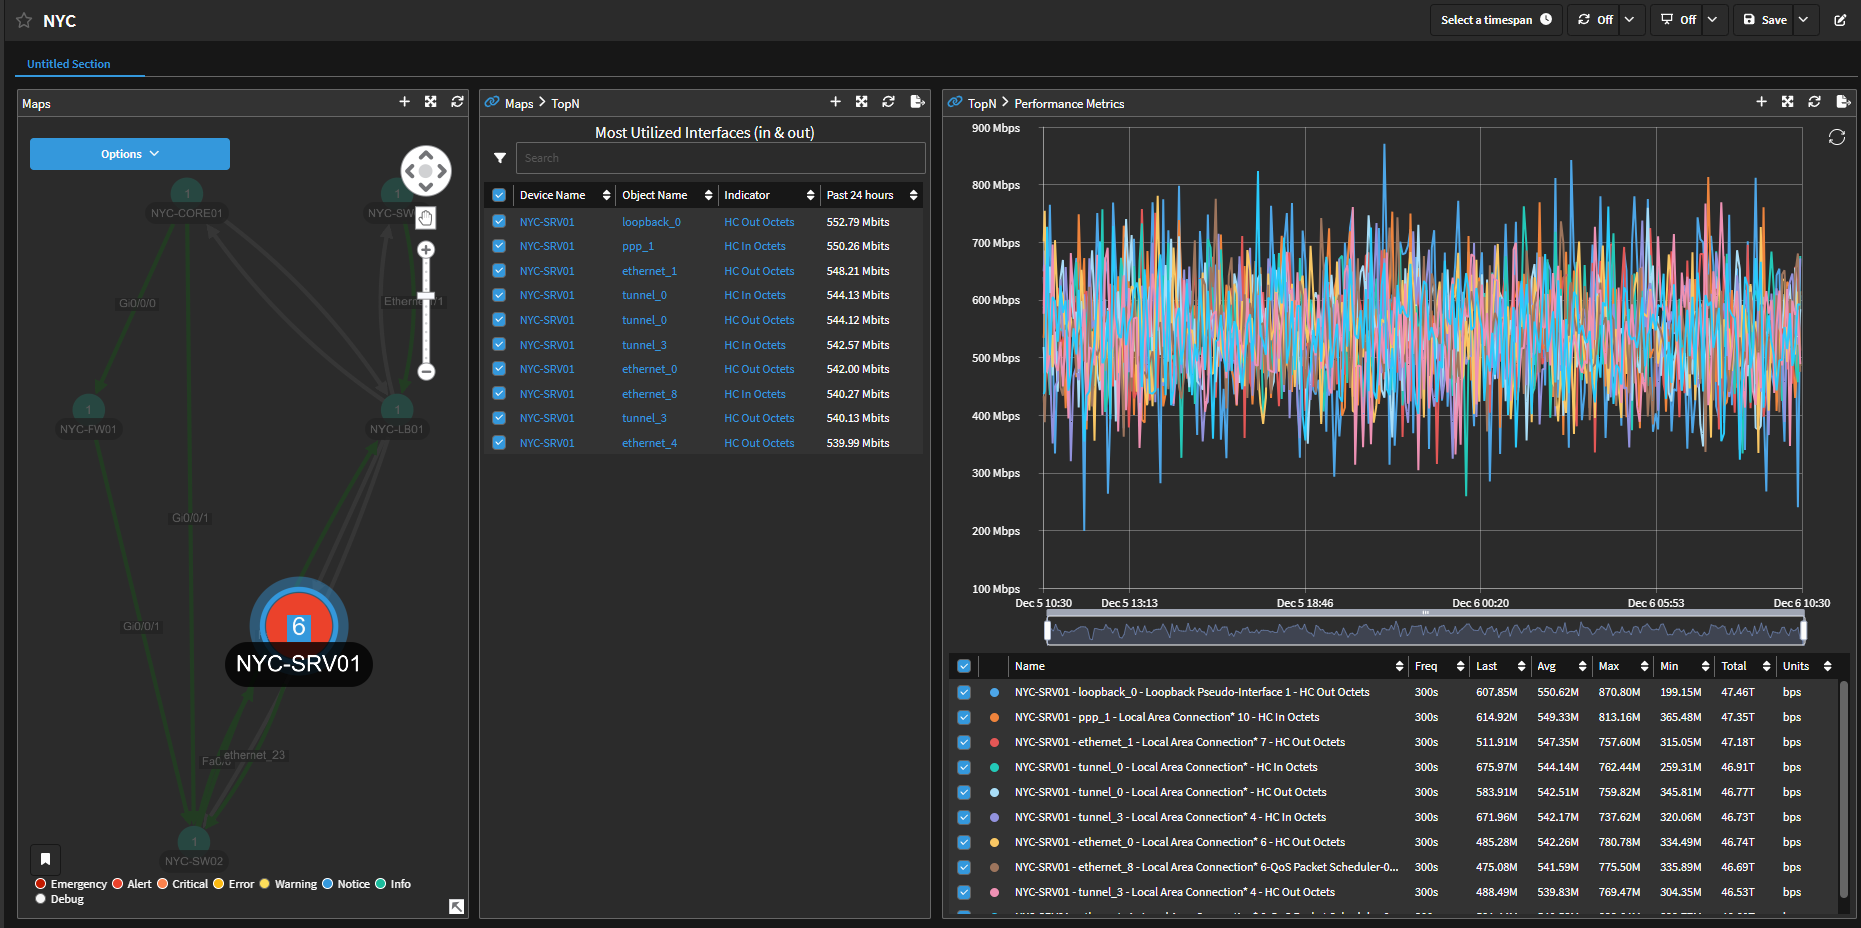 NYC
Select a timespan
Off
Off
Save
Untitled Section
Maps
Options
1
NYC-CORE01
1
NYC-SW
Gi0/0/0
1
NYC-FW01
1
NYC-LB01
Gi0/0/1
Gi0/0/1
6
NYC-SRV01
ethernet_23
1
NYC-SW02
Emergency Alert Critical Error Warning Notice Info
Debug
Maps > TopN
Most Utilized Interfaces (in & out)
Search
Device Name Object Name Indicator Past 24 hours
NYC-SRV01 loopback_0 HC Out Octets 552.79 Mbits
NYC-SRV01 ppp_1 HC In Octets 550.26 Mbits
NYC-SRV01 ethernet_1 HC Out Octets 548.21 Mbits
NYC-SRV01 tunnel_0 HC In Octets 544.13 Mbits
NYC-SRV01 tunnel_0 HC Out Octets 544.12 Mbits
NYC-SRV01 tunnel_3 HC In Octets 542.57 Mbits
NYC-SRV01 ethernet_0 HC Out Octets 542.00 Mbits
NYC-SRV01 ethernet_8 HC In Octets 540.27 Mbits
NYC-SRV01 tunnel_3 HC Out Octets 540.13 Mbits
NYC-SRV01 ethernet_4 HC Out Octets 539.99 Mbits
TopN > Performance Metrics
900 Mbps
800 Mbps
700 Mbps
600 Mbps
500 Mbps
400 Mbps
300 Mbps
200 Mbps
100 Mbps
Dec 5 10:30 Dec 5 13:13 Dec 5 18:46 Dec 6 00:20 Dec 6 05:53 Dec 6 10:30
Name Freq Last Avg Max Min Total Units
NYC-SRV01 - loopback_0 - Loopback Pseudo-Interface 1 - HC Out Octets 300s 607.85M 550.62M 870.80M 199.15M 47.46T bps
NYC-SRV01 - ppp_1 - Local Area Connection* 10 - HC In Octets 300s 614.92M 549.33M 813.16M 365.48M 47.35T bps
NYC-SRV01 - ethernet_1 - Local Area Connection* 7 - HC Out Octets 300s 511.91M 547.35M 757.60M 315.05M 47.18T bps
NYC-SRV01 - tunnel_0 - Local Area Connection* - HC In Octets 300s 675.97M 544.14M 762.44M 259.31M 46.91T bps
NYC-SRV01 - tunnel_0 - Local Area Connection* - HC Out Octets 300s 583.91M 542.51M 759.82M 345.81M 46.77T bps
NYC-SRV01 - tunnel_3 - Local Area Connection* 4 - HC In Octets 300s 671.96M 542.17M 737.62M 320.06M 46.73T bps
NYC-SRV01 - ethernet_0 - Local Area Connection* 6 - HC Out Octets 300s 485.28M 542.26M 780.78M 334.49M 46.74T bps
NYC-SRV01 - ethernet_8 - Local Area Connection* 6-QoS Packet Scheduler-0... 300s 475.08M 541.59M 775.50M 335.89M 46.69T bps
NYC-SRV01 - tunnel_3 - Local Area Connection* 4 - HC Out Octets 300s 488.49M 539.83M 769.47M 304.35M 46.53T bps